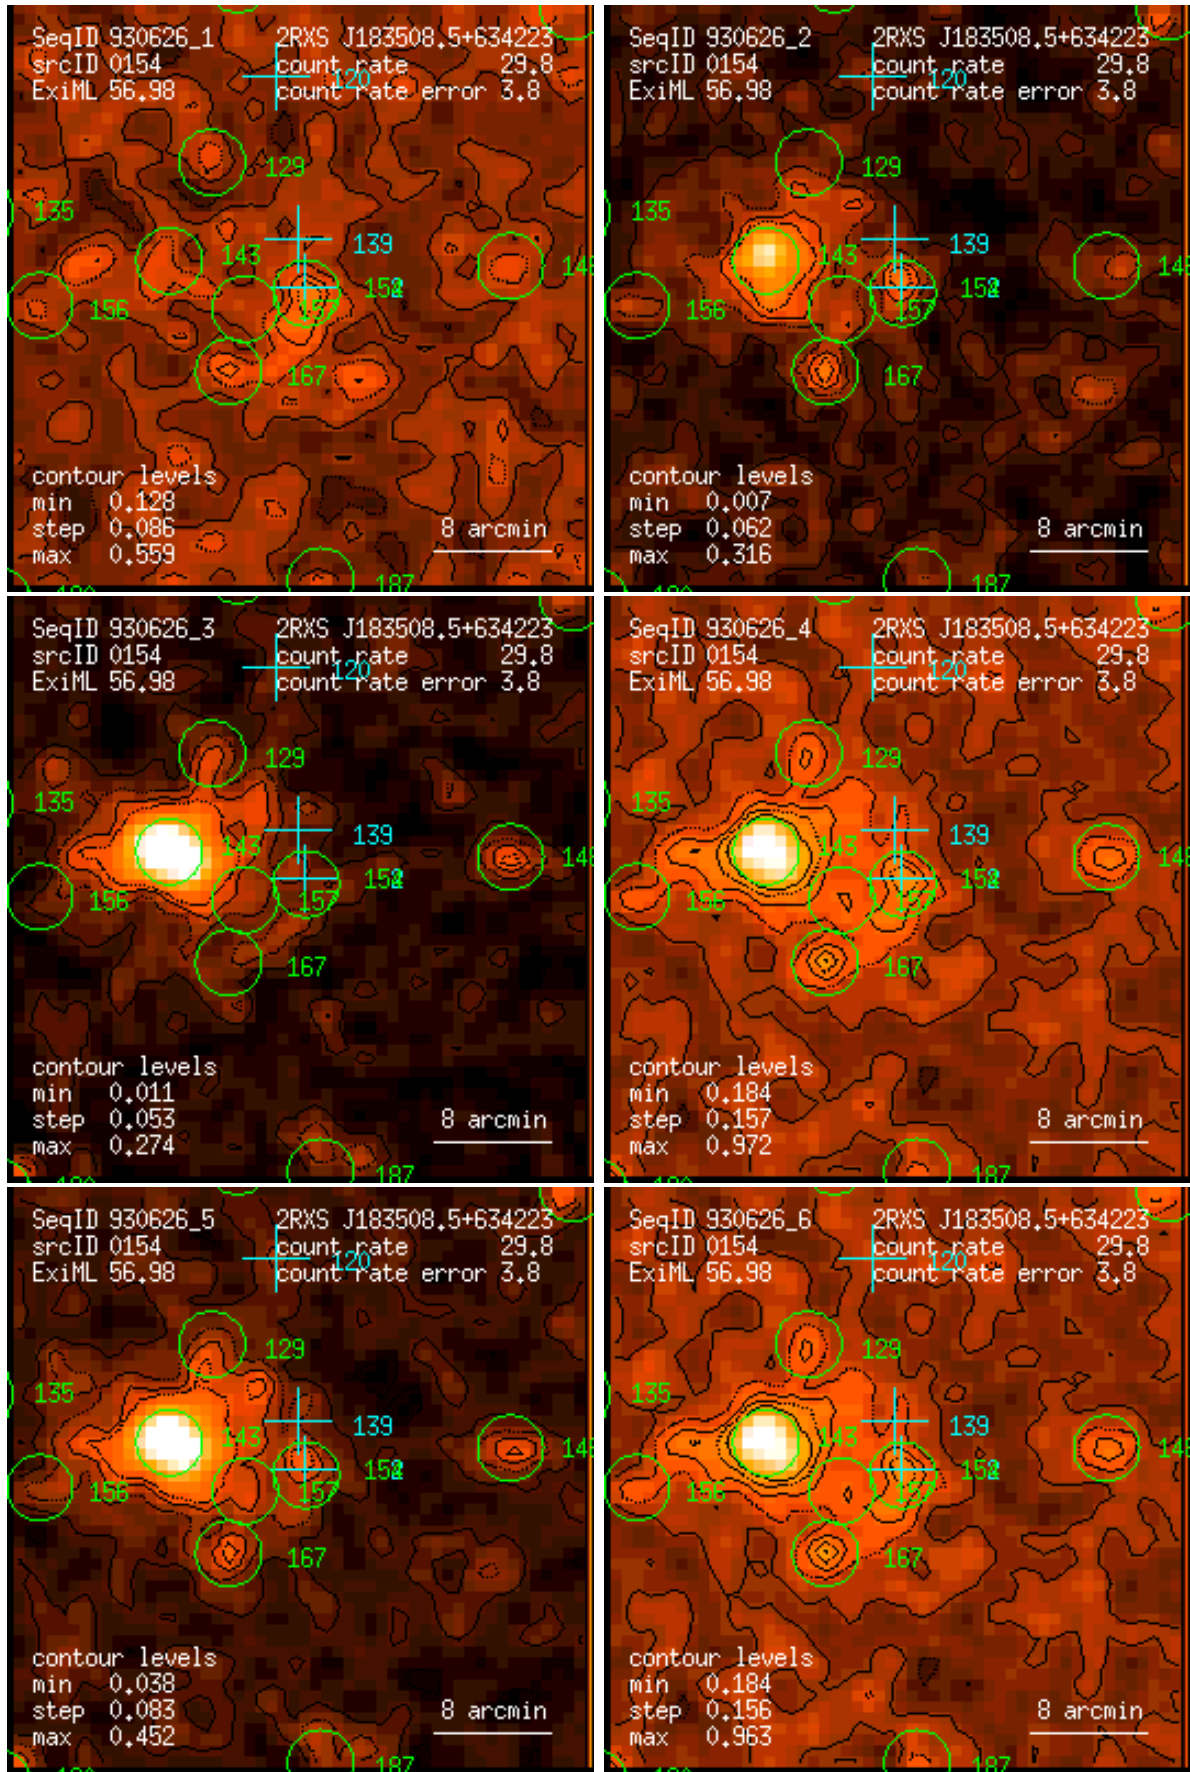 SeqID 930626_1 2RXS J183508.5+634223
srcID 0154 count rate 29.8
ExiML 56.98 count rate error 3.8
120
129
135
139
143
156
157
167
contour levels
min 0.128
step 0.086
max 0.559
8 arcmin
187
SeqID 930626_2 2RXS J183508.5+634223
srcID 0154 count rate 29.8
ExiML 56.98 count rate error 3.8
120
129
135
139
143
156
157
167
contour levels
min 0.007
step 0.062
max 0.316
8 arcmin
187
SeqID 930626_3 2RXS J183508.5+634223
srcID 0154 count rate 29.8
ExiML 56.98 count rate error 3.8
120
129
135
139
143
156
157
167
contour levels
min 0.011
step 0.053
max 0.274
8 arcmin
187
SeqID 930626_4 2RXS J183508.5+634223
srcID 0154 count rate 29.8
ExiML 56.98 count rate error 3.8
120
129
135
139
143
156
157
167
contour levels
min 0.184
step 0.157
max 0.972
8 arcmin
187
SeqID 930626_5 2RXS J183508.5+634223
srcID 0154 count rate 29.8
ExiML 56.98 count rate error 3.8
120
129
135
139
143
156
157
167
contour levels
min 0.038
step 0.083
max 0.452
8 arcmin
187
SeqID 930626_6 2RXS J183508.5+634223
srcID 0154 count rate 29.8
ExiML 56.98 count rate error 3.8
120
129
135
139
143
156
157
167
contour levels
min 0.184
step 0.156
max 0.963
8 arcmin
187